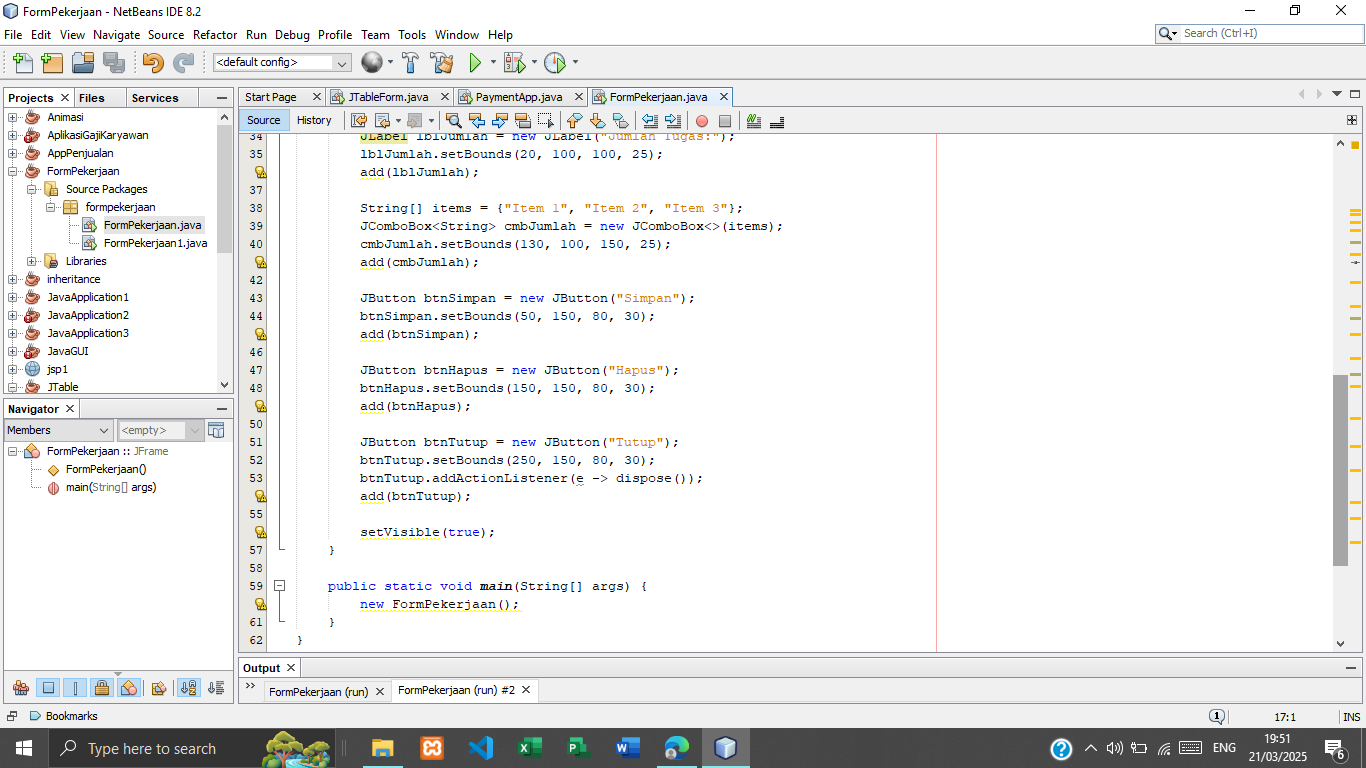 FormPekerjaan - NetBeans IDE 8.2
File Edit View Navigate Source Refactor Run Debug Profile Team Tools Window Help
Search (Ctrl+I)
<default config>
Projects Files Services
Animasi
AplikasiGajiKaryawan
AppPenjualan
FormPekerjaan
Source Packages
formpekerjaan
FormPekerjaan.java
FormPekerjaan1.java
Libraries
inheritance
JavaApplication1
JavaApplication2
JavaApplication3
JavaGUI
jsp1
JTable
Navigator
Members <empty>
FormPekerjaan :: JFrame
FormPekerjaan()
main(String[] args)
Start Page JTableForm.java PaymentApp.java FormPekerjaan.java
Source History
34 JLabel lblJumlah = new JLabel("Jumlah Tugas:");
35 lblJumlah.setBounds(20, 100, 100, 25);
add(lblJumlah);
37
38 String[] items = {"Item 1", "Item 2", "Item 3"};
39 JComboBox<String> cmbJumlah = new JComboBox<>(items);
40 cmbJumlah.setBounds(130, 100, 150, 25);
add(cmbJumlah);
42
43 JButton btnSimpan = new JButton("Simpan");
44 btnSimpan.setBounds(50, 150, 80, 30);
add(btnSimpan);
46
47 JButton btnHapus = new JButton("Hapus");
48 btnHapus.setBounds(150, 150, 80, 30);
add(btnHapus);
50
51 JButton btnTutup = new JButton("Tutup");
52 btnTutup.setBounds(250, 150, 80, 30);
53 btnTutup.addActionListener(e -> dispose());
add(btnTutup);
55
setVisible(true);
57 }
58
59 public static void main(String[] args) {
new FormPekerjaan();
61 }
62 }
Output
FormPekerjaan (run) FormPekerjaan (run) #2
Bookmarks
1 17:1 INS
Type here to search
ENG
19:51
21/03/2025
6